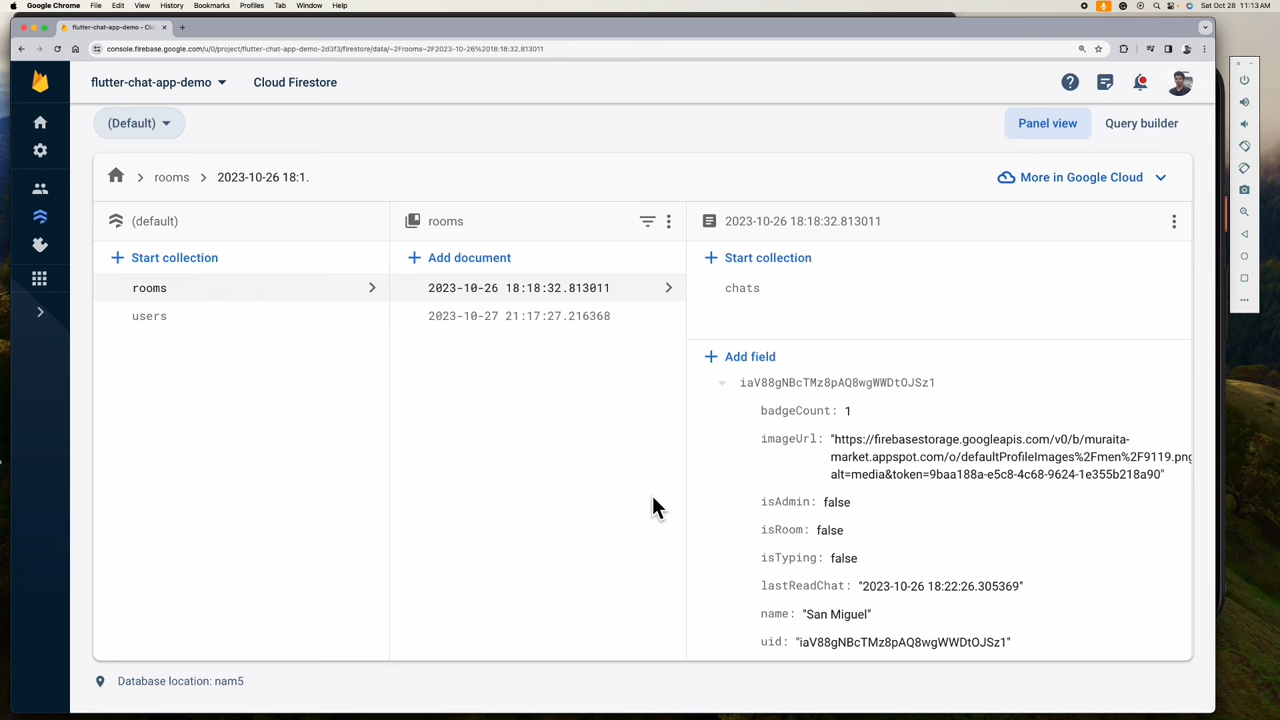 Google Chrome File Edit View History Bookmarks Profiles Tab Window Help Sat Oct 28 11:13 AM
flutter-chat-app-demo - Clo
console.firebase.google.com/u/0/project/flutter-chat-app-demo-2d3f3/firestore/data/~2Frooms~2F2023-10-26%2018:18:32.813011
flutter-chat-app-demo Cloud Firestore
(Default) Panel view Query builder
rooms 2023-10-26 18:1. More in Google Cloud
(default) rooms 2023-10-26 18:18:32.813011
Start collection Add document Start collection
rooms 2023-10-26 18:18:32.813011 chats
users 2023-10-27 21:17:27.216368
Add field
iaV88gNBcTMz8pAQ8wgWWDtOJSz1
badgeCount: 1
imageUrl: "https://firebasestorage.googleapis.com/v0/b/muraita-
market.appspot.com/o/defaultProfileImages%2Fmen%2F9119.png
alt=media&token=9baa188a-e5c8-4c68-9624-1e355b218a90"
isAdmin: false
isRoom: false
isTyping: false
lastReadChat: "2023-10-26 18:22:26.305369"
name: "San Miguel"
uid: "iaV88gNBcTMz8pAQ8wgWWDtOJSz1"
Database location: nam5